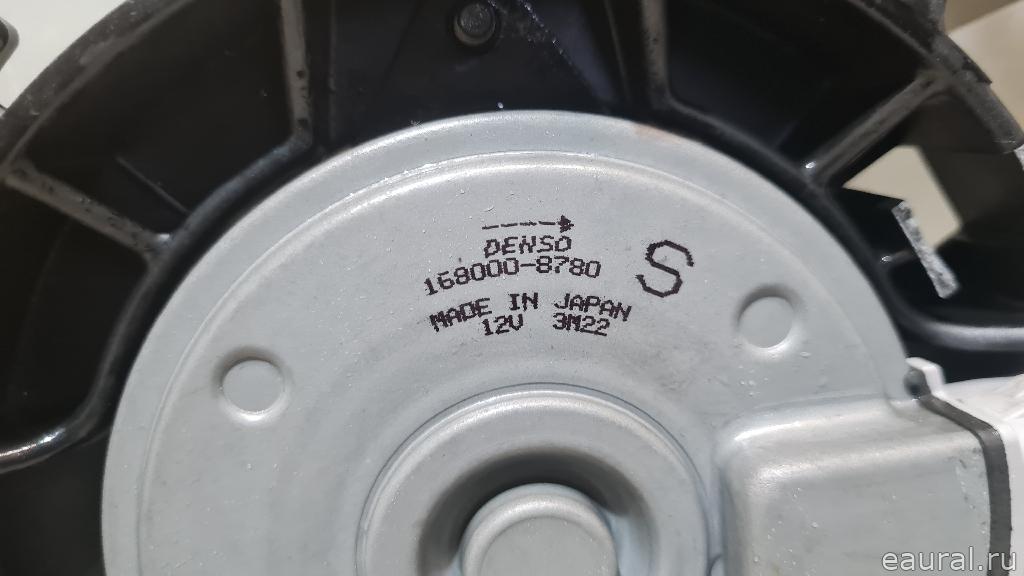 DENSO
168000-8780
S
MADE IN JAPAN
12V 3M22
eaural.ru